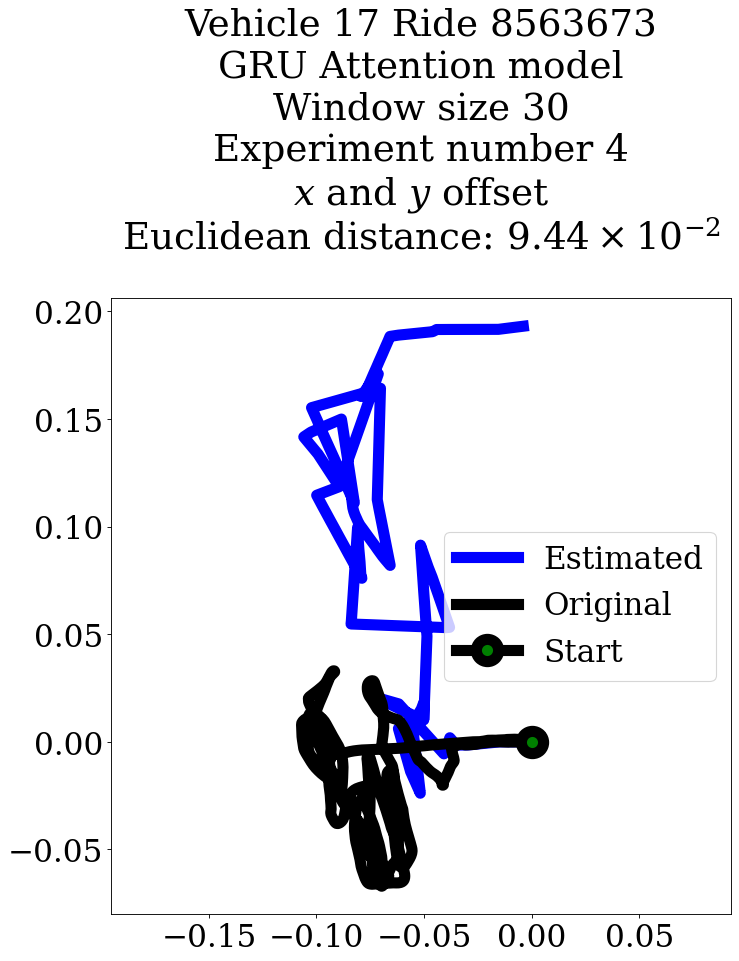 Vehicle 17 Ride 8563673
GRU Attention model
Window size 30
Experiment number 4
x and y offset
Euclidean distance: 9.44 × 10⁻²
0.20
0.15
0.10
0.05
0.00
−0.05
Estimated
Original
Start
−0.15 −0.10 −0.05 0.00 0.05